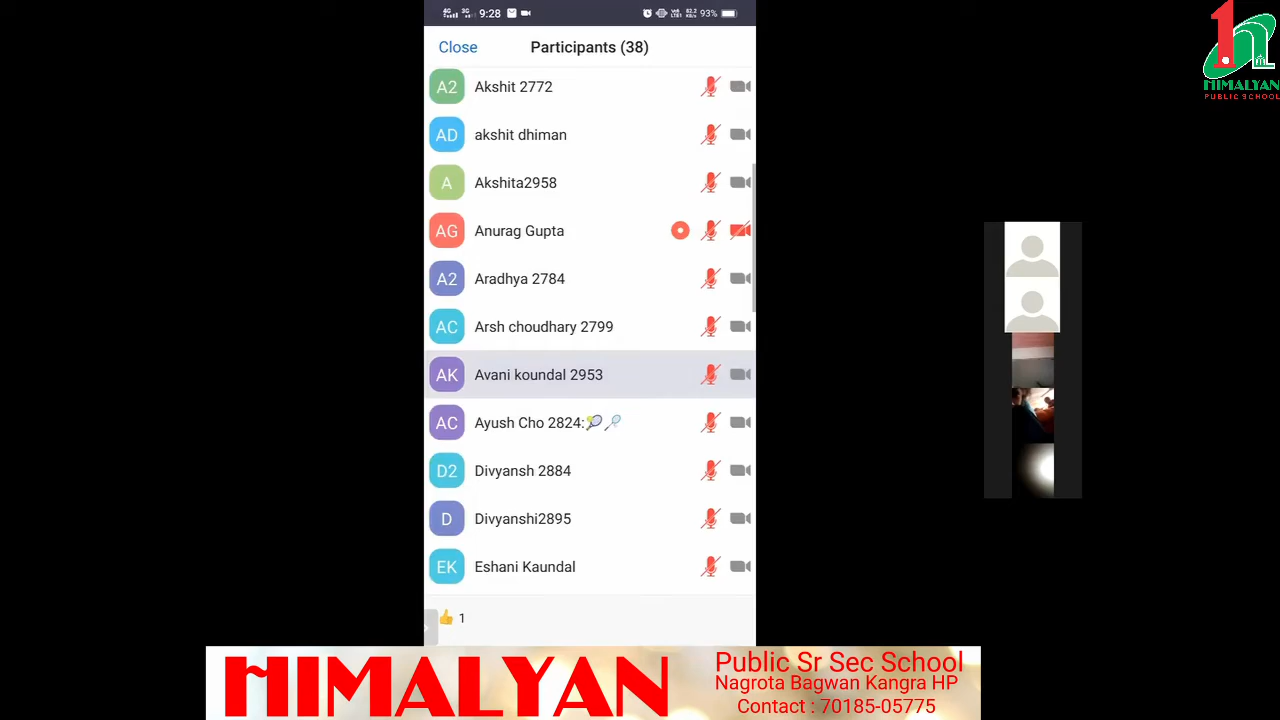 4G 3G 9:28 93%
Close Participants (38)
A2 Akshit 2772
AD akshit dhiman
A Akshita2958
AG Anurag Gupta
A2 Aradhya 2784
AC Arsh choudhary 2799
AK Avani koundal 2953
AC Ayush Cho 2824:🎾🏸
D2 Divyansh 2884
D Divyanshi2895
EK Eshani Kaundal
👍 1
HIMALYAN
PUBLIC SCHOOL
HIMALYAN
Public Sr Sec School
Nagrota Bagwan Kangra HP
Contact : 70185-05775